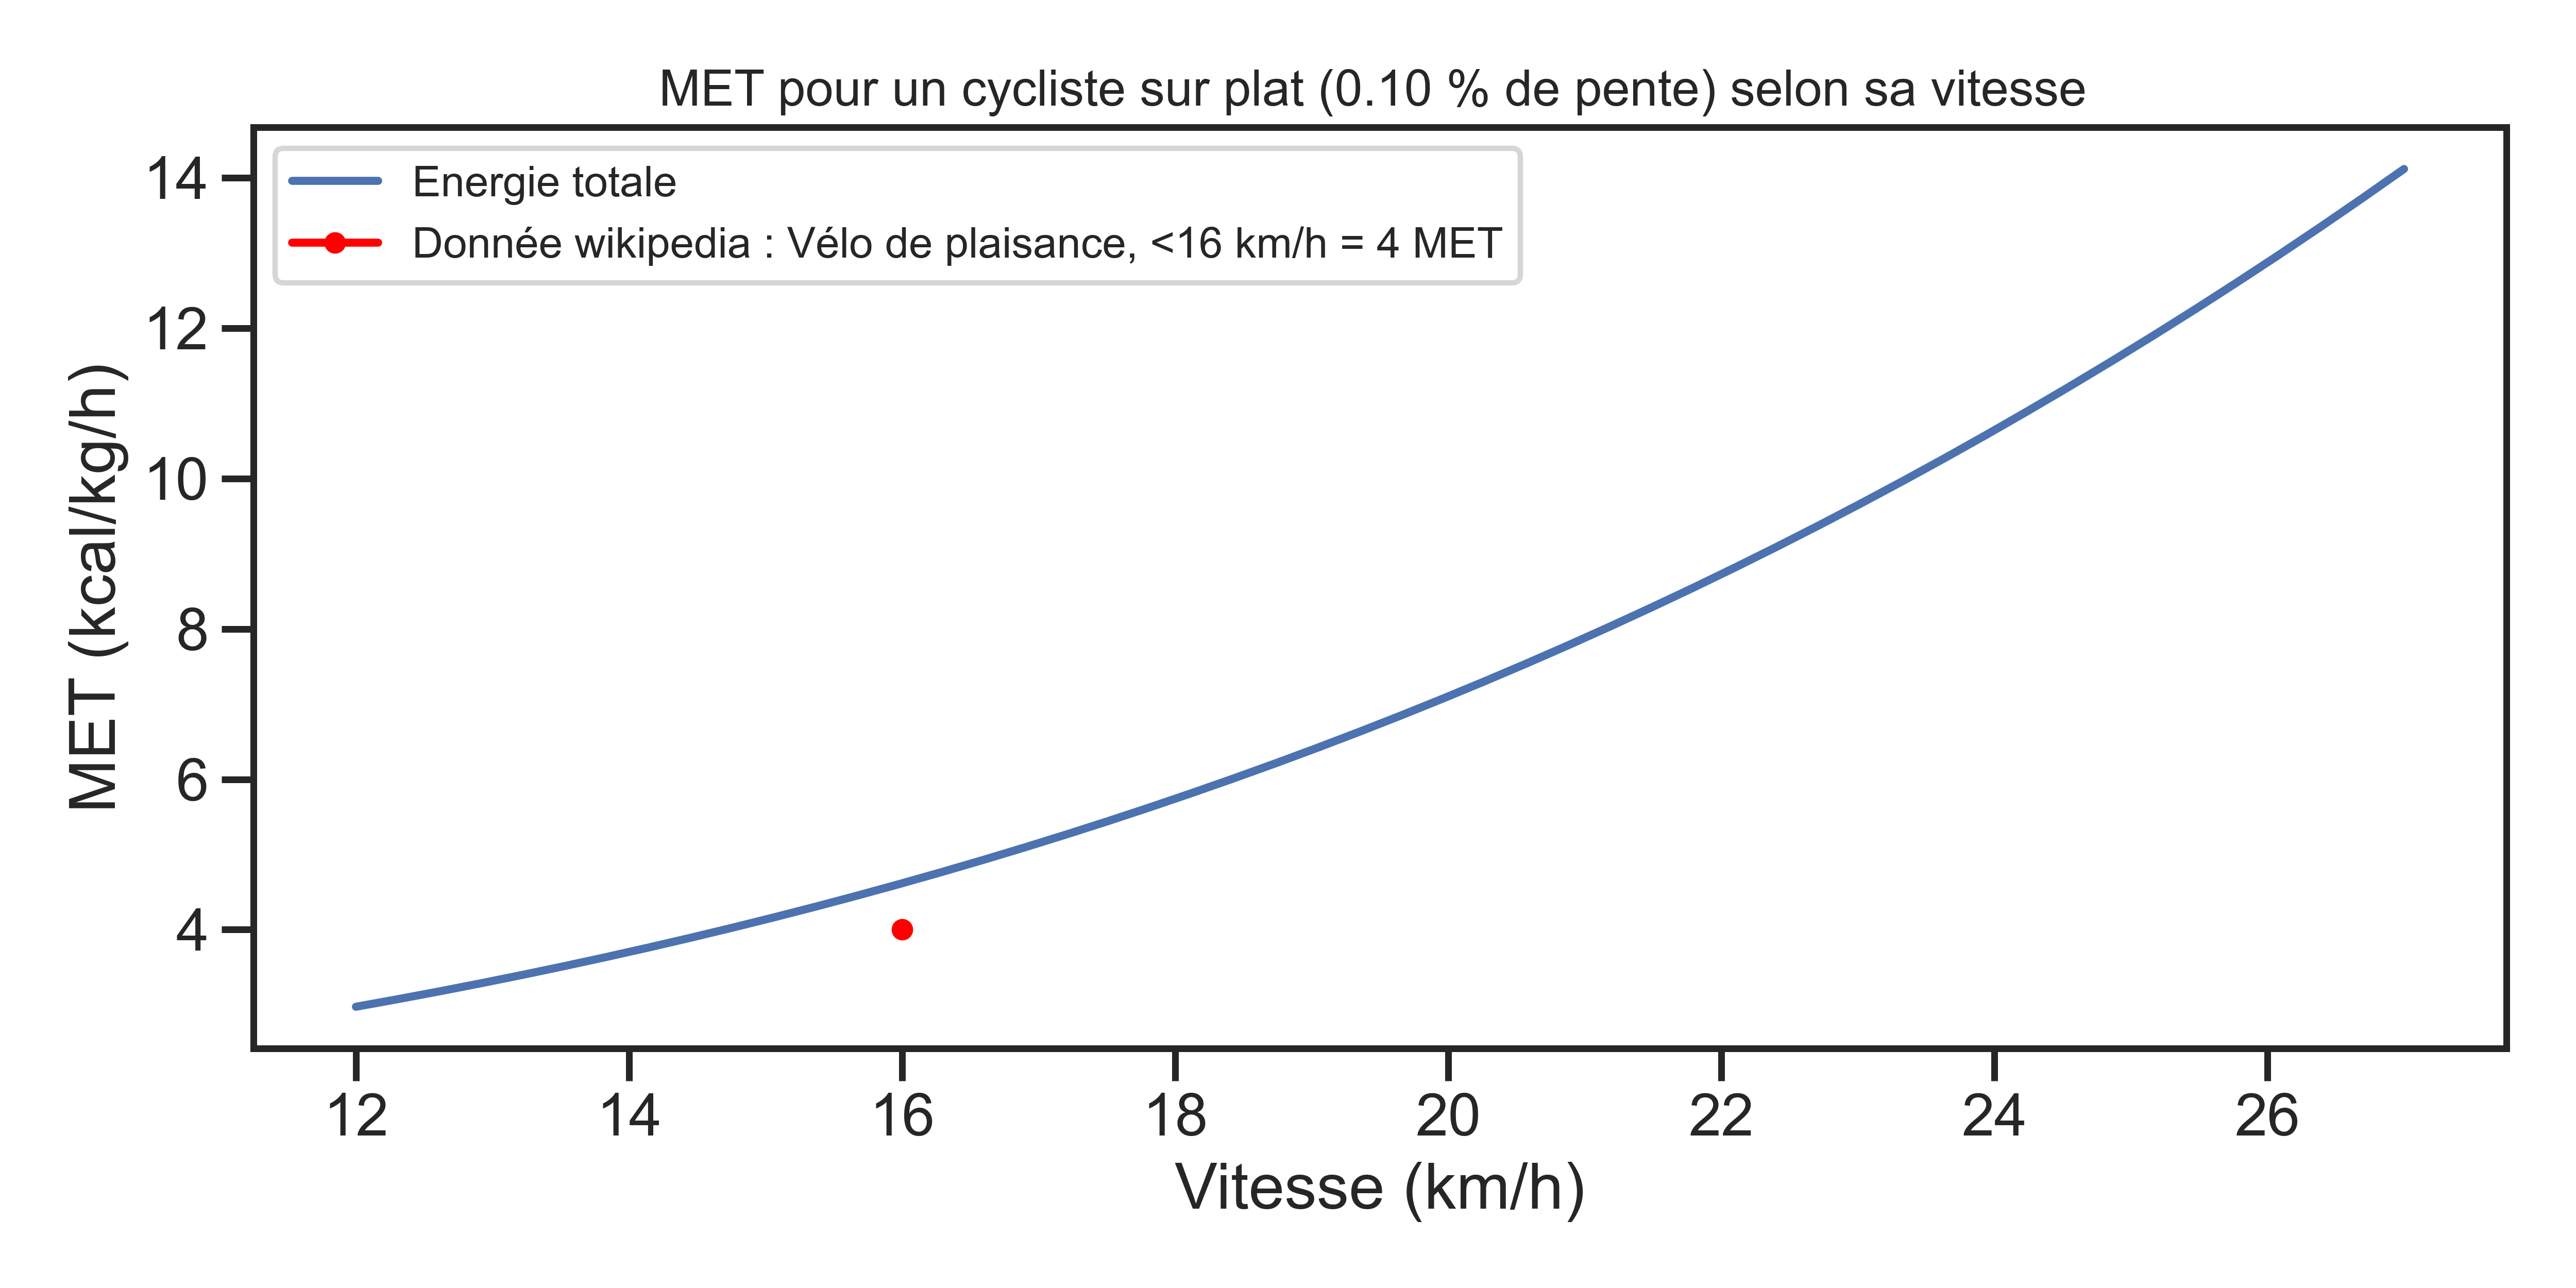 MET pour un cycliste sur plat (0.10 % de pente) selon sa vitesse
Energie totale
Donnée wikipedia : Vélo de plaisance, <16 km/h = 4 MET
MET (kcal/kg/h)
14
12
10
8
6
4
12 14 16 18 20 22 24 26
Vitesse (km/h)